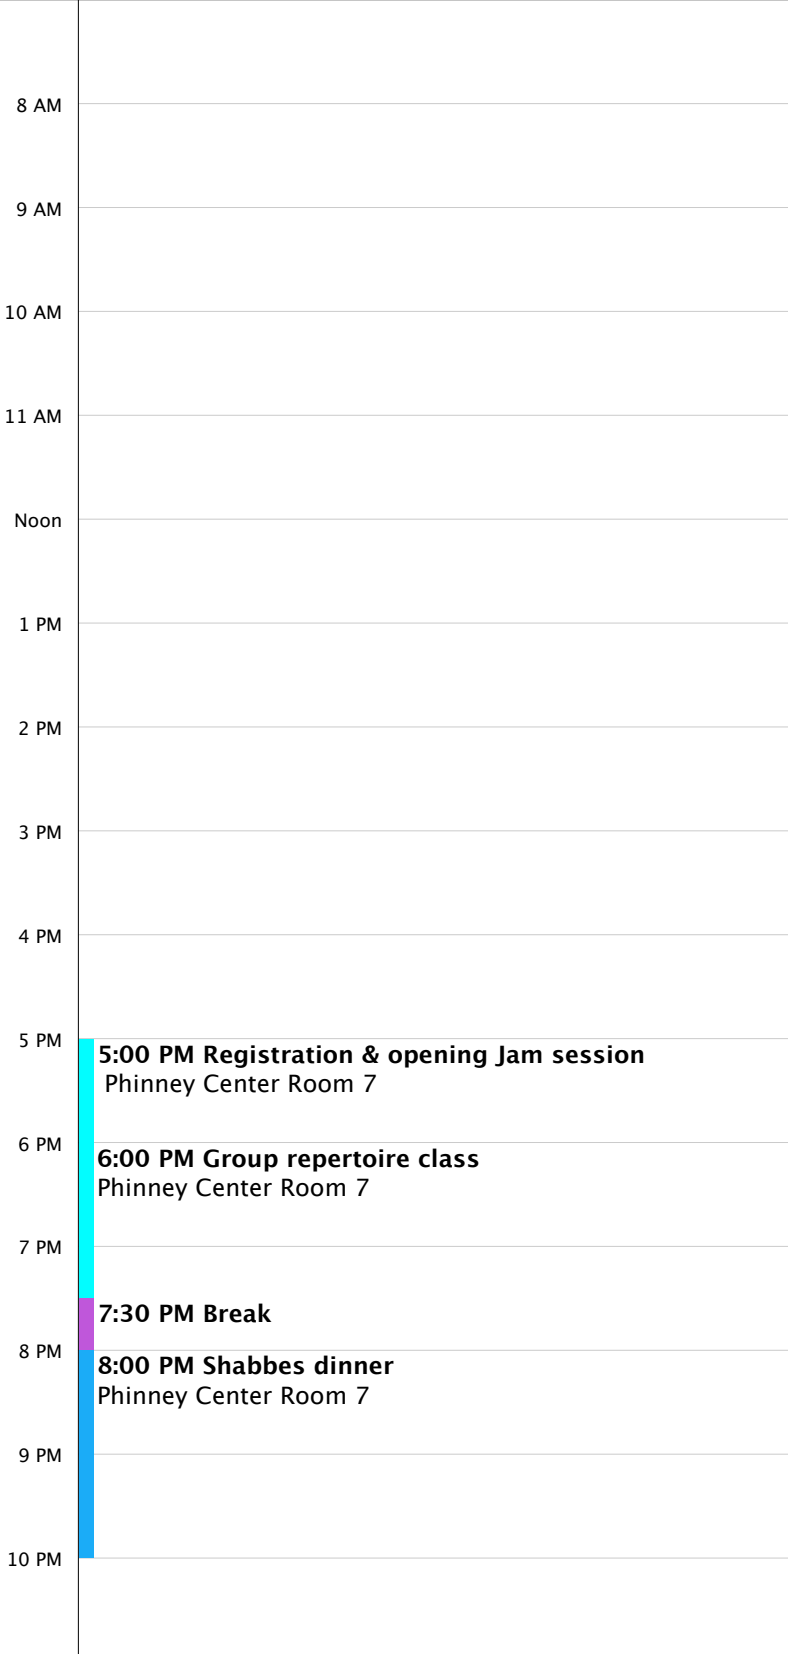 8 AM
9 AM
10 AM
11 AM
Noon
1 PM
2 PM
3 PM
4 PM
5 PM
5:00 PM Registration & opening Jam session
Phinney Center Room 7
6 PM
6:00 PM Group repertoire class
Phinney Center Room 7
7 PM
7:30 PM Break
8 PM
8:00 PM Shabbes dinner
Phinney Center Room 7
9 PM
10 PM